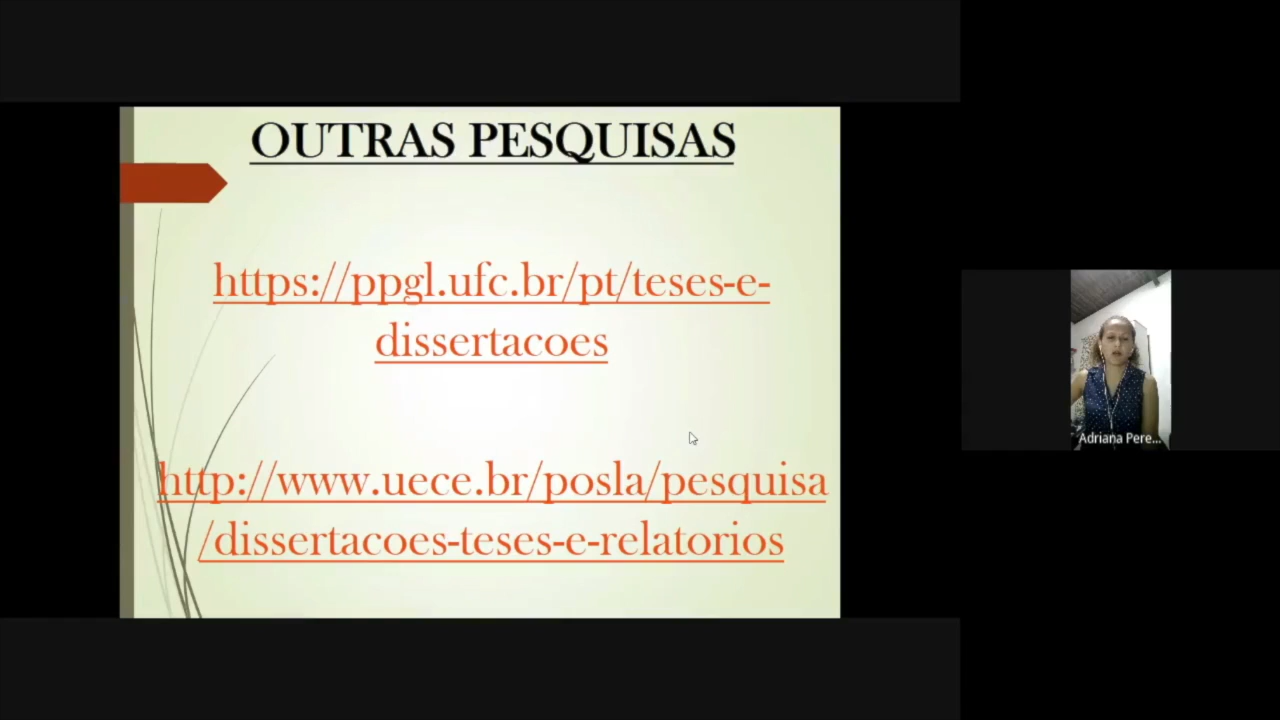 OUTRAS PESQUISAS
https://ppgl.ufc.br/pt/teses-e-
dissertacoes
http://www.uece.br/posla/pesquisa
/dissertacoes-teses-e-relatorios
Adriana Pere...